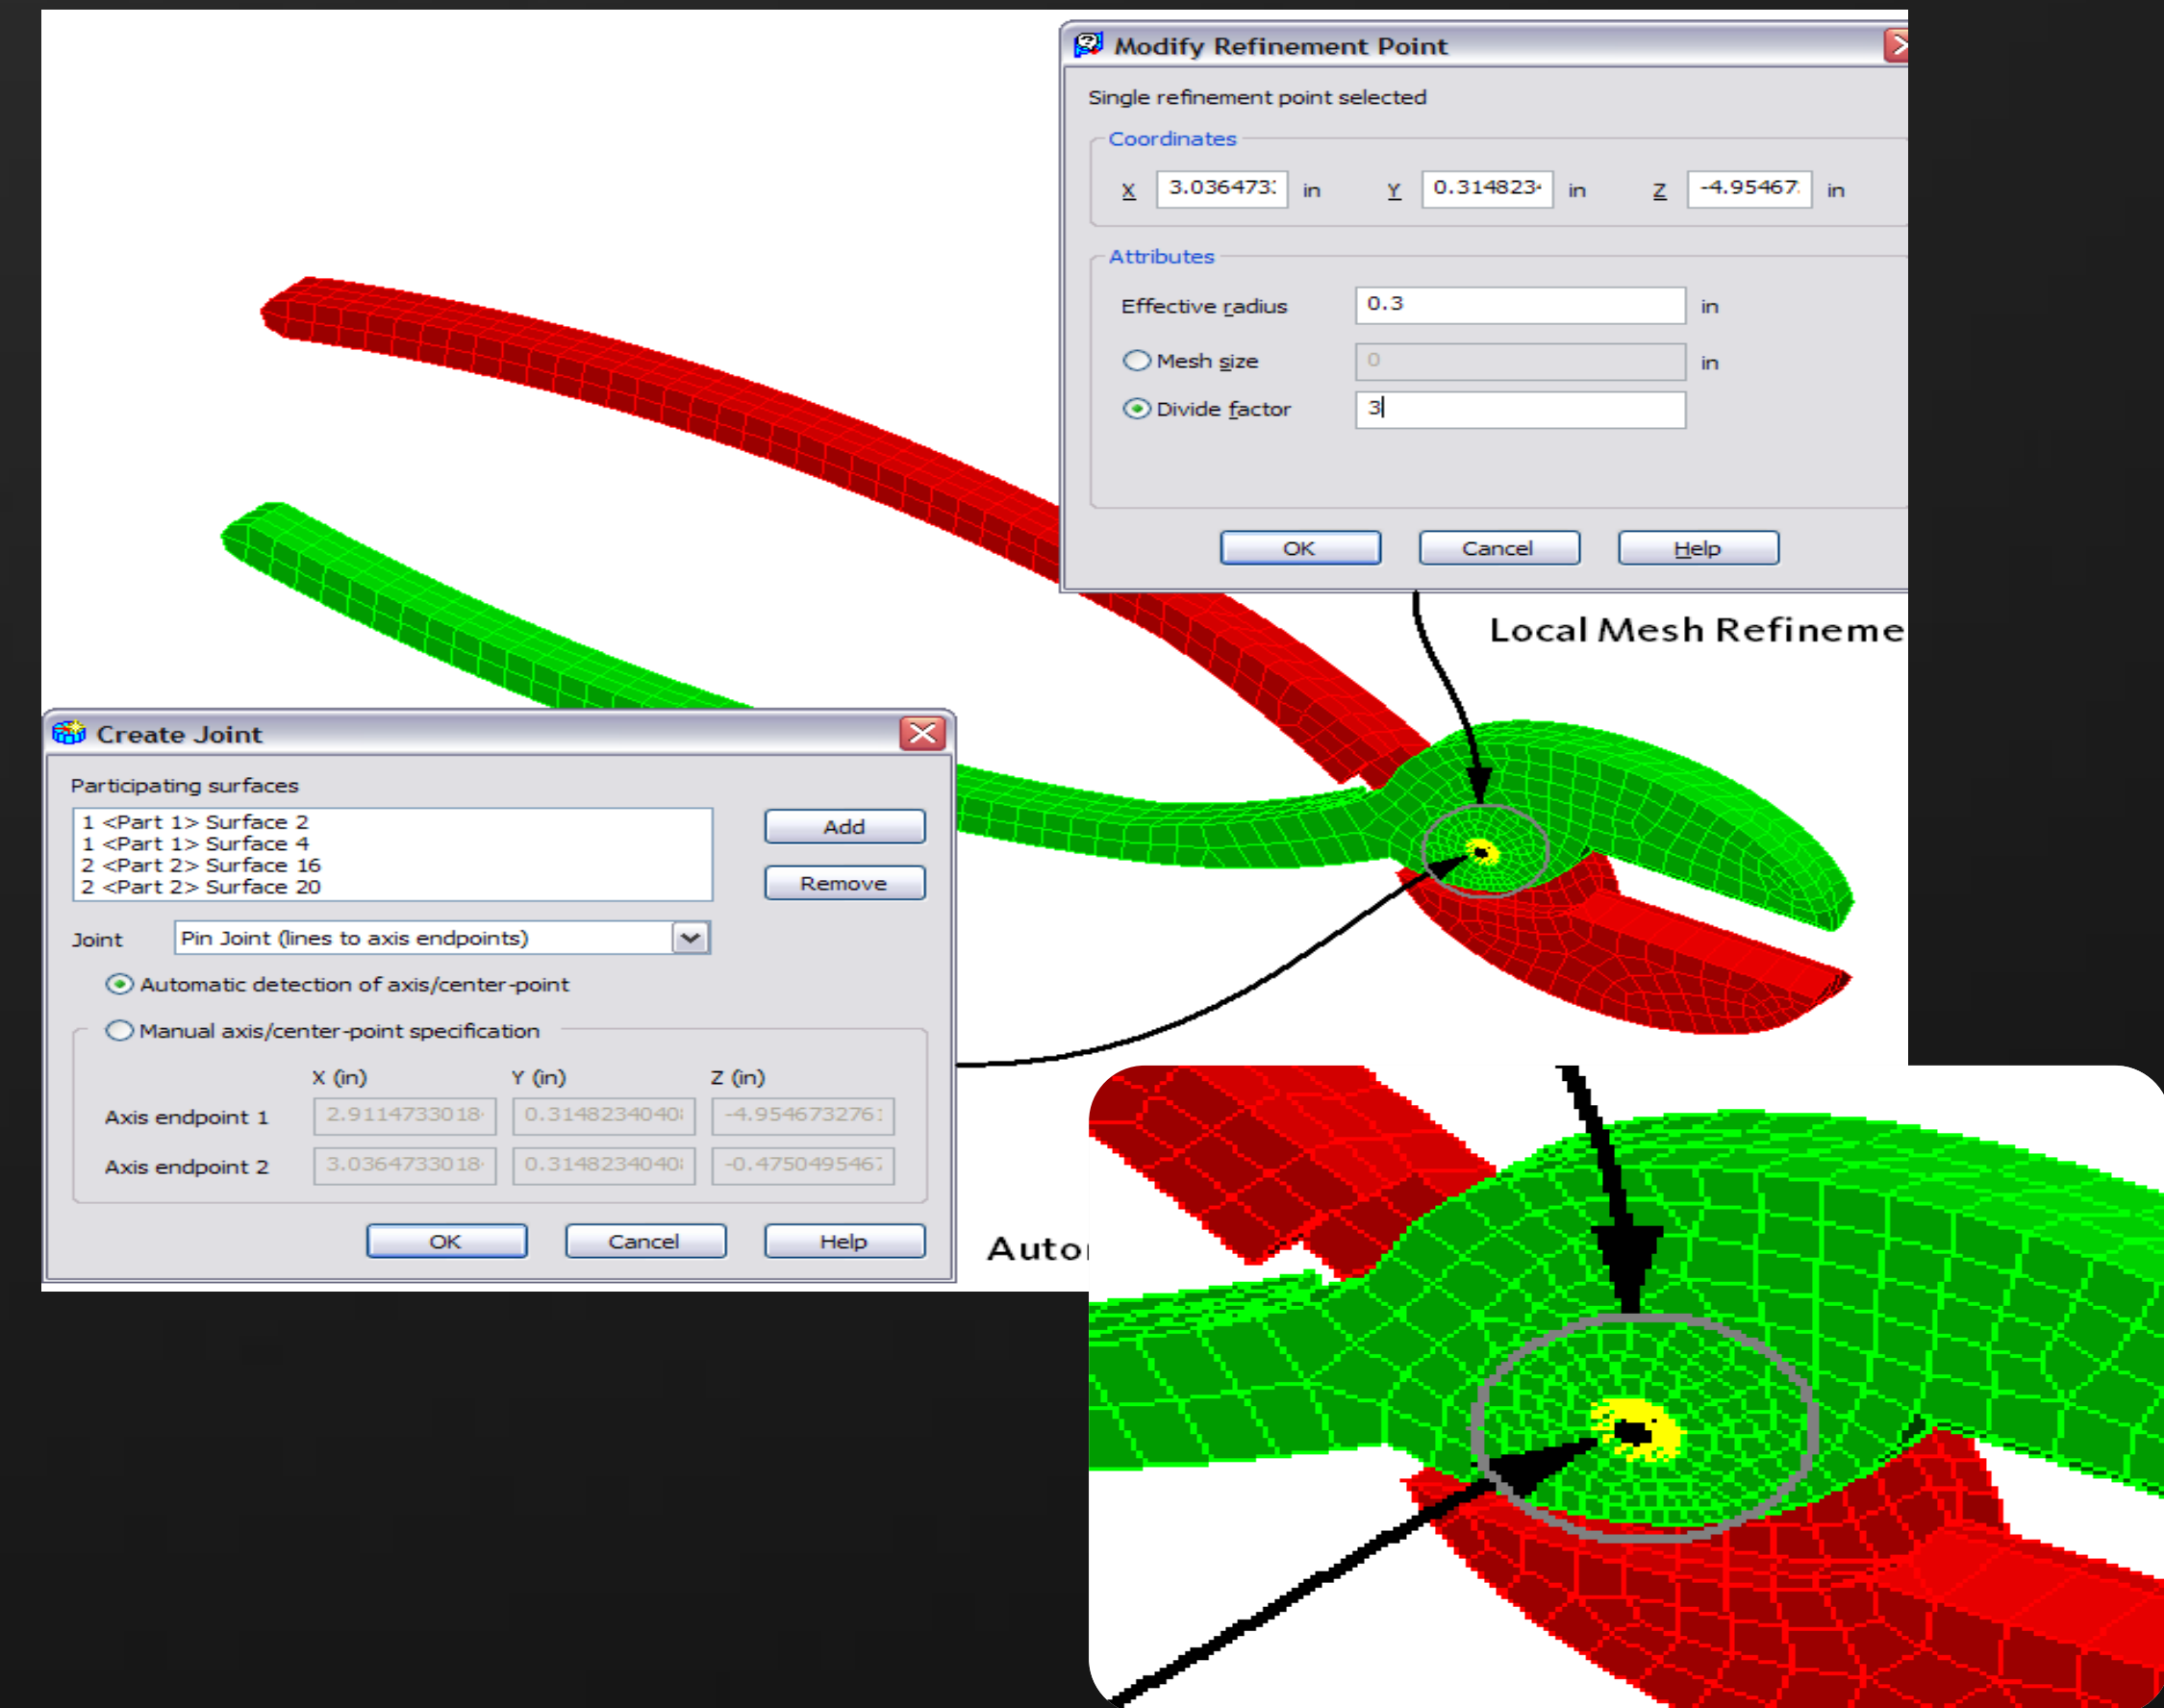 Modify Refinement Point
Single refinement point selected
Coordinates
X 3.036473 in Y 0.314823 in Z -4.95467 in
Attributes
Effective radius 0.3 in
Mesh size 0 in
Divide factor 3
OK Cancel Help
Local Mesh Refineme
Create Joint
Participating surfaces
1 <Part 1> Surface 2
1 <Part 1> Surface 4
2 <Part 2> Surface 16
2 <Part 2> Surface 20
Add
Remove
Joint Pin Joint (lines to axis endpoints)
Automatic detection of axis/center-point
Manual axis/center-point specification
X (in) Y (in) Z (in)
Axis endpoint 1 2.9114733018 0.3148234040 -4.9546732761
Axis endpoint 2 3.0364733018 0.3148234040 -0.475049546
OK Cancel Help
Auto